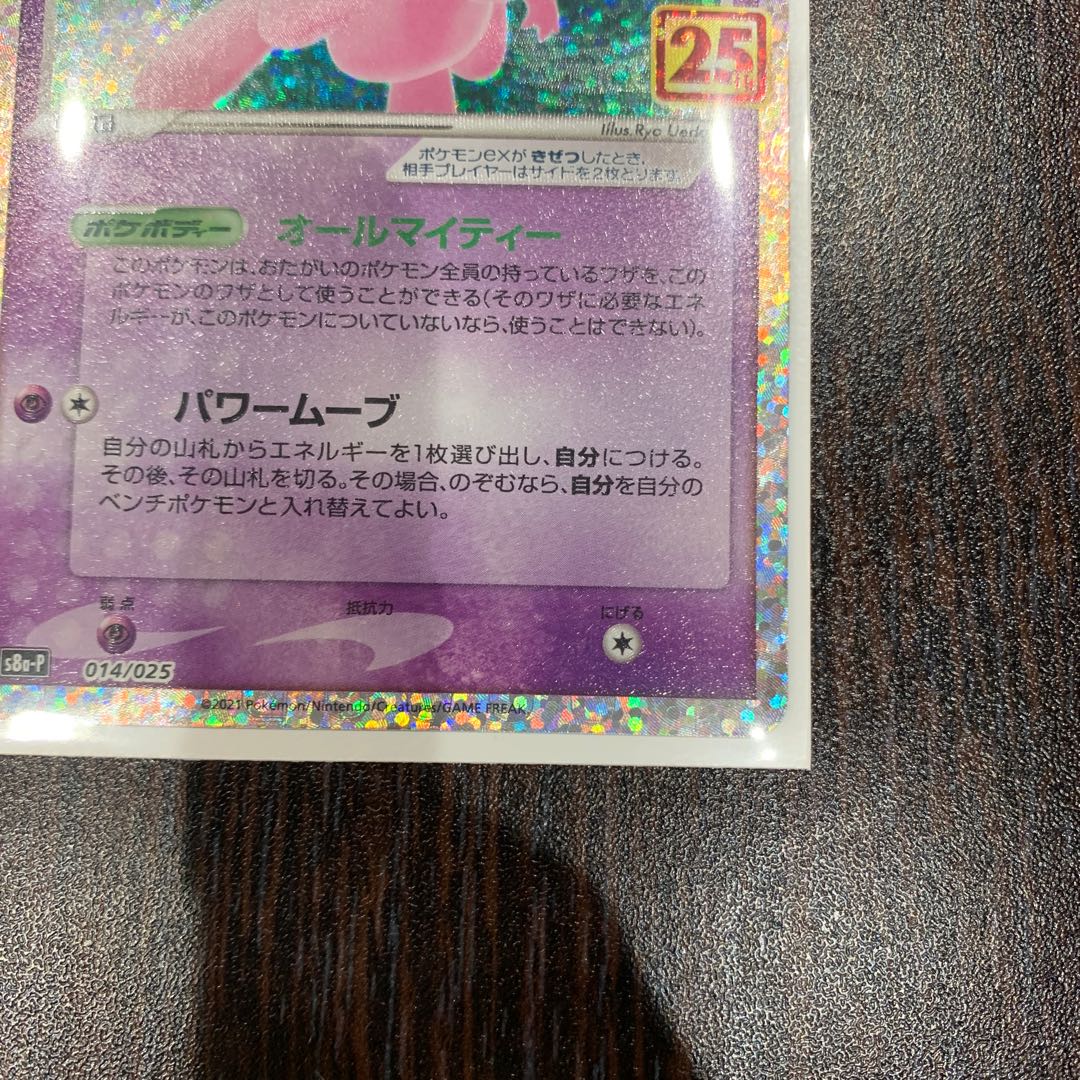 25
Illus. Ryo Ueda
ポケモンexが きぜつしたとき、
相手プレイヤーはサイドを2枚とります。
ポケボディー オールマイティー
このポケモンは、おたがいのポケモン全員の持っているワザを、この
ポケモンのワザとして使うことができる（そのワザに必要なエネ
ルギーが、このポケモンについていないなら、使うことはできない）。
パワームーブ
自分の山札からエネルギーを1枚選び出し、自分につける。
その後、その山札を切る。その場合、のぞむなら、自分を自分の
ベンチポケモンと入れ替えてよい。
弱点 抵抗力 にげる
s8a-P 014/025
©2021 Pokémon/Nintendo/Creatures/GAME FREAK